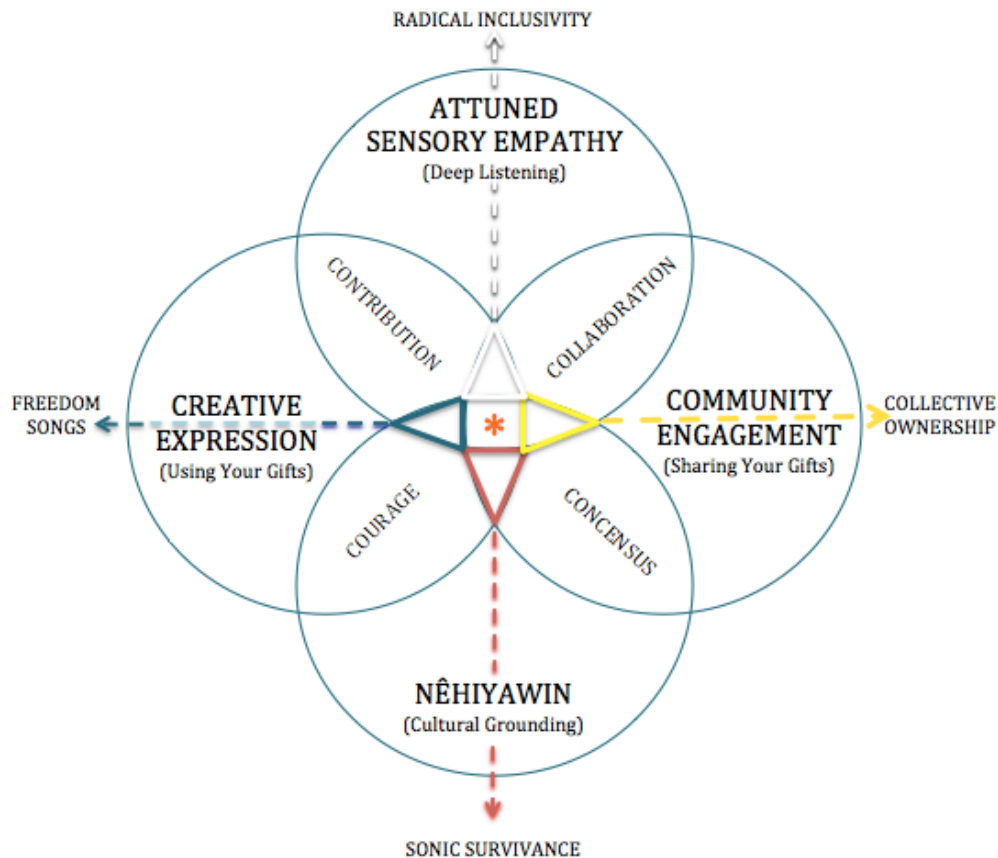 RADICAL INCLUSIVITY
ATTUNED
SENSORY EMPATHY
(Deep Listening)
CONTRIBUTION
COLLABORATION
FREEDOM
SONGS
CREATIVE
EXPRESSION
(Using Your Gifts)
*
COMMUNITY
ENGAGEMENT
(Sharing Your Gifts)
COLLECTIVE
OWNERSHIP
COURAGE
CONCENSUS
NÊHIYAWIN
(Cultural Grounding)
SONIC SURVIVANCE